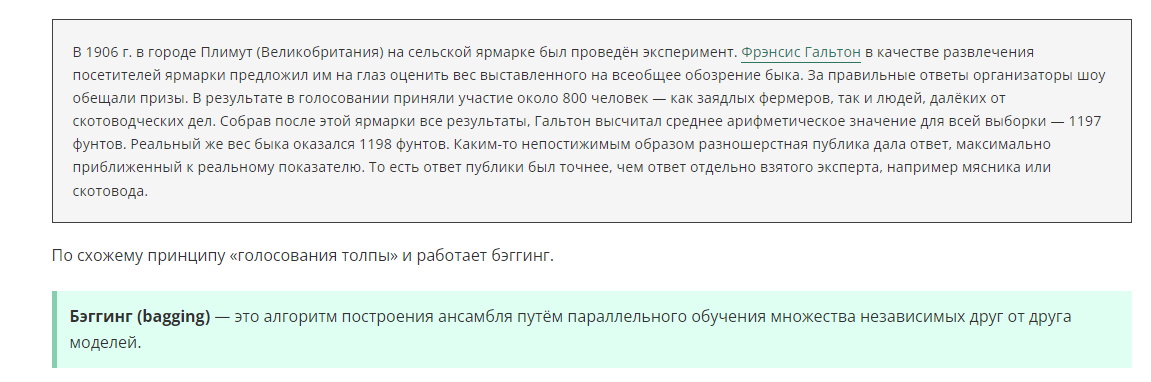 В 1906 г. в городе Плимут (Великобритания) на сельской ярмарке был проведён эксперимент. Фрэнсис Гальтон в качестве развлечения
посетителей ярмарки предложил им на глаз оценить вес выставленного на всеобщее обозрение быка. За правильные ответы организаторы шоу
обещали призы. В результате в голосовании приняли участие около 800 человек — как заядлых фермеров, так и людей, далёких от
скотоводческих дел. Собрав после этой ярмарки все результаты, Гальтон высчитал среднее арифметическое значение для всей выборки — 1197
фунтов. Реальный же вес быка оказался 1198 фунтов. Каким-то непостижимым образом разношерстная публика дала ответ, максимально
приближенный к реальному показателю. То есть ответ публики был точнее, чем ответ отдельно взятого эксперта, например мясника или
скотовода.
По схожему принципу «голосования толпы» и работает бэггинг.
Бэггинг (bagging) — это алгоритм построения ансамбля путём параллельного обучения множества независимых друг от друга
моделей.